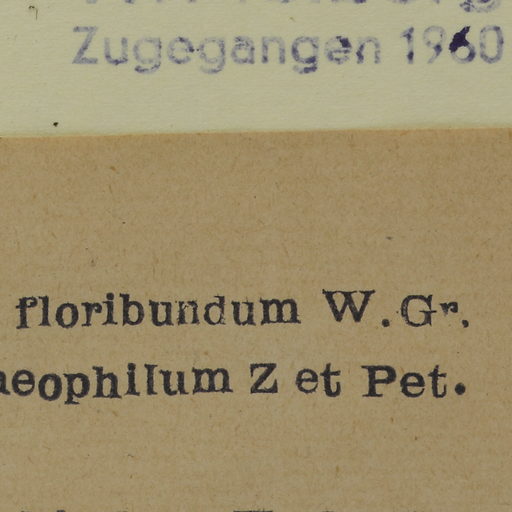 Zugegangen 1960
floribundum W. Gr.
aeophilum Z et Pet.